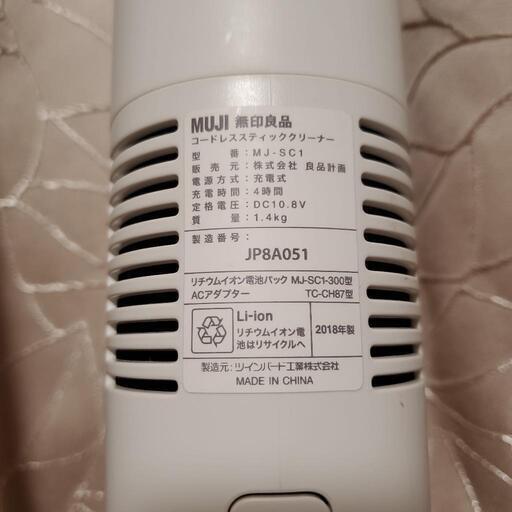 MUJI 無印良品
コードレススティッククリーナー
型　　番：MJ-SC1
販 売 元：株式会社 良品計画
電源方式：充電式
充電時間：4時間
定格電圧：DC10.8V
質　　量：1.4kg
製造番号：
JP8A051
リチウムイオン電池パック MJ-SC1-300型
ACアダプター TC-CH87型
Li-ion
リチウムイオン電
池はリサイクルへ
2018年製
製造元：ツインバード工業株式会社
MADE IN CHINA